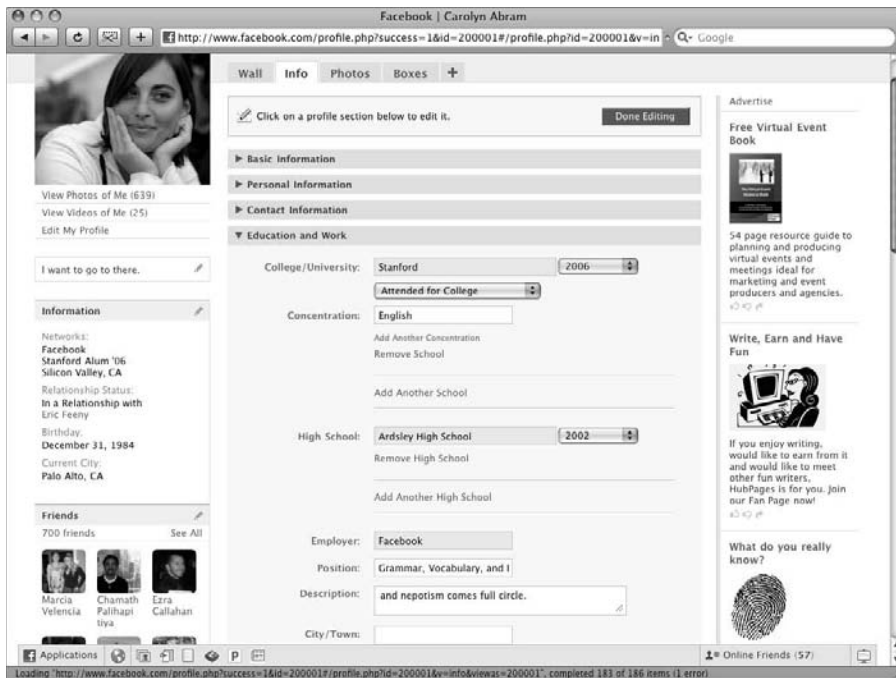 Facebook | Carolyn Abram
http://www.facebook.com/profile.php?success=1&id=200001#/profile.php?id=200001&v=in
Google
Wall Info Photos Boxes +
Click on a profile section below to edit it.
Done Editing
Basic Information
Personal Information
Contact Information
Education and Work
College/University: Stanford 2006
Attended for College
Concentration: English
Add Another Concentration
Remove School
Add Another School
High School: Ardsley High School 2002
Remove High School
Add Another High School
Employer: Facebook
Position: Grammar, Vocabulary, and I
Description: and nepotism comes full circle.
City/Town:
View Photos of Me (639)
View Videos of Me (25)
Edit My Profile
I want to go to there.
Information
Networks:
Facebook
Stanford Alum '06
Silicon Valley, CA
Relationship Status:
In a Relationship with
Eric Feeny
Birthday:
December 31, 1984
Current City:
Palo Alto, CA
Friends
700 friends See All
Marcia
Velencia
Chamath
Palihapi
tiya
Ezra
Callahan
Advertise
Free Virtual Event
Book
54 page resource guide to
planning and producing
virtual events and
meetings ideal for
marketing and event
producers and agencies.
Write, Earn and Have
Fun
If you enjoy writing,
would like to earn from it
and would like to meet
other fun writers,
HubPages is for you. Join
our Fan Page now!
What do you really
know?
Applications
P
Online Friends (57)
Loading "http://www.facebook.com/profile.php?success=1&id=200001#/profile.php?id=200001&v=info&viewas=200001", completed 183 of 186 items (1 error)